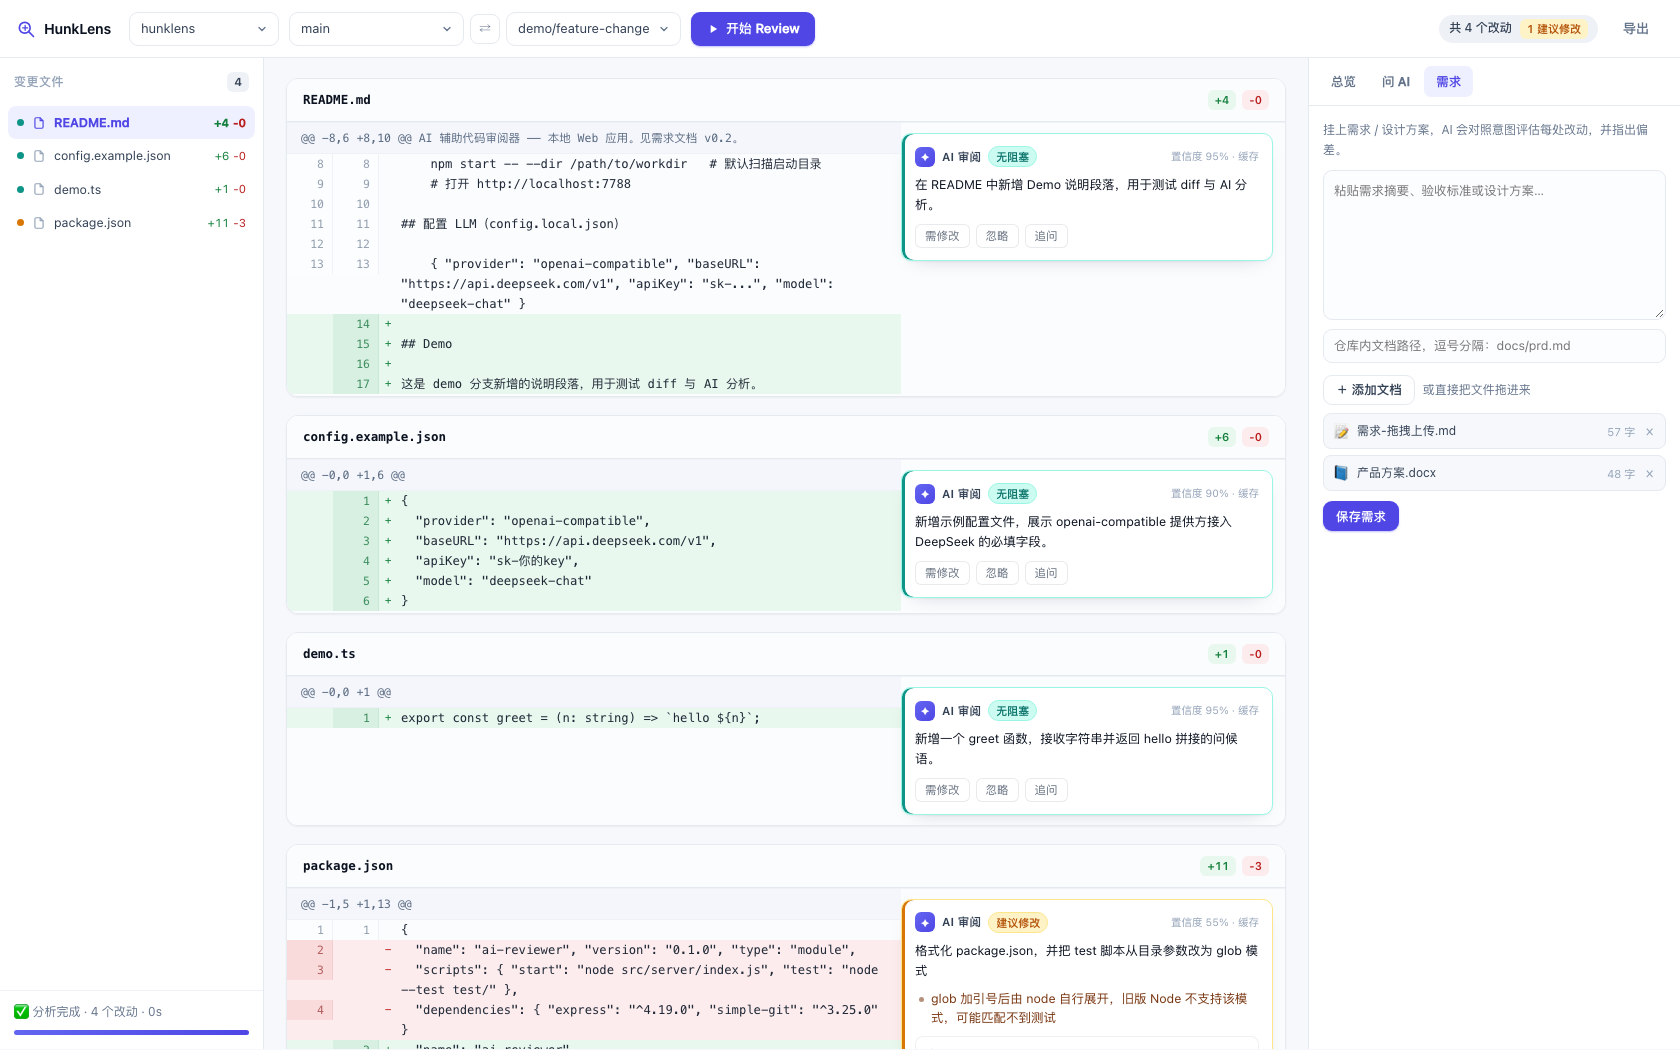 HunkLens
hunklens
main
demo/feature-change
开始 Review
共 4 个改动
1 建议修改
导出
变更文件
4
README.md
+4 -0
config.example.json
+6 -0
demo.ts
+1 -0
package.json
+11 -3
✅ 分析完成 · 4 个改动 · 0s
README.md
+4 -0
@@ -8,6 +8,10 @@ AI 辅助代码审阅器 —— 本地 Web 应用。见需求文档 v0.2。
8 8 npm start -- --dir /path/to/workdir # 默认扫描启动目录
9 9 # 打开 http://localhost:7788
10 10
11 11 ## 配置 LLM（config.local.json）
12 12
13 13 { "provider": "openai-compatible", "baseURL":
"https://api.deepseek.com/v1", "apiKey": "sk-...", "model":
"deepseek-chat" }
14 +
15 + ## Demo
16 +
17 + 这是 demo 分支新增的说明段落，用于测试 diff 与 AI 分析。
AI 审阅 无阻塞 置信度 95% · 缓存
在 README 中新增 Demo 说明段落，用于测试 diff 与 AI 分
析。
需修改 忽略 追问
config.example.json
+6 -0
@@ -0,0 +1,6 @@
1 + {
2 + "provider": "openai-compatible",
3 + "baseURL": "https://api.deepseek.com/v1",
4 + "apiKey": "sk-你的key",
5 + "model": "deepseek-chat"
6 + }
AI 审阅 无阻塞 置信度 90% · 缓存
新增示例配置文件，展示 openai-compatible 提供方接入
DeepSeek 的必填字段。
需修改 忽略 追问
demo.ts
+1 -0
@@ -0,0 +1 @@
1 + export const greet = (n: string) => `hello ${n}`;
AI 审阅 无阻塞 置信度 95% · 缓存
新增一个 greet 函数，接收字符串并返回 hello 拼接的问候
语。
需修改 忽略 追问
package.json
+11 -3
@@ -1,5 +1,13 @@
1 1 {
2 - "name": "ai-reviewer", "version": "0.1.0", "type": "module",
3 - "scripts": { "start": "node src/server/index.js", "test": "node
--test test/" },
4 - "dependencies": { "express": "^4.19.0", "simple-git": "^3.25.0"
}
2 + "name": "ai-reviewer",
AI 审阅 建议修改 置信度 55% · 缓存
格式化 package.json，并把 test 脚本从目录参数改为 glob 模
式
glob 加引号后由 node 自行展开，旧版 Node 不支持该模
式，可能匹配不到测试
总览 问 AI 需求
挂上需求 / 设计方案，AI 会对照意图评估每处改动，并指出偏
差。
粘贴需求摘要、验收标准或设计方案…
仓库内文档路径，逗号分隔：docs/prd.md
+ 添加文档 或直接把文件拖进来
需求-拖拽上传.md 57 字 ×
产品方案.docx 48 字 ×
保存需求